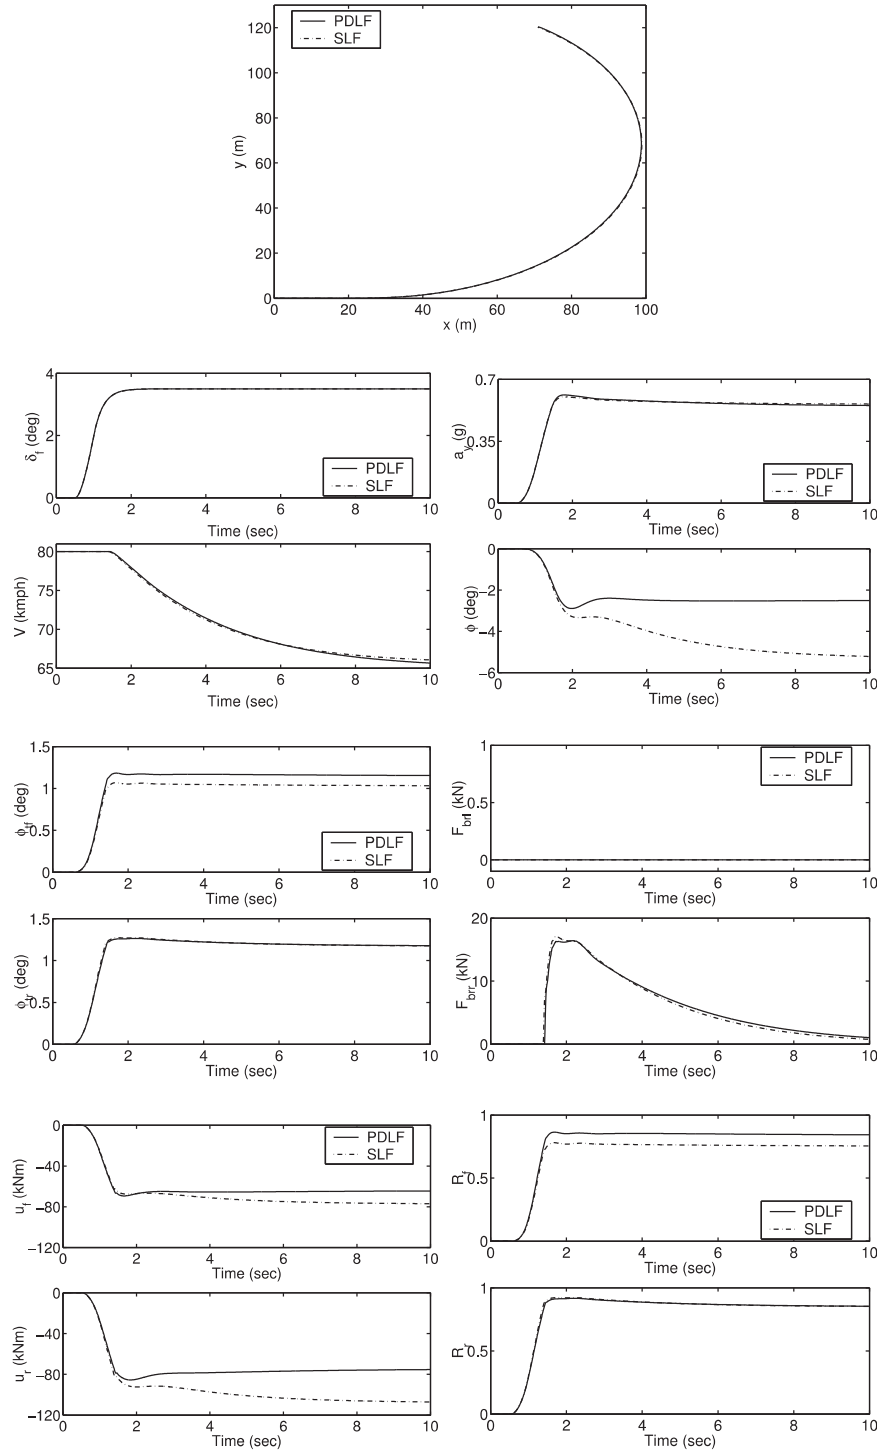 PDLF
SLF
120
100
80
60
40
20
0
y (m)
0 20 40 60 80 100
x (m)
4
2
0
δf (deg)
PDLF
SLF
0 2 4 6 8 10
Time (sec)
0.7
0.35
0
ay (g)
PDLF
SLF
0 2 4 6 8 10
Time (sec)
80
75
70
65
V (kmph)
0 2 4 6 8 10
Time (sec)
0
−2
−4
−6
ϕ (deg)
0 2 4 6 8 10
Time (sec)
1.5
1
0.5
0
ϕtf (deg)
PDLF
SLF
0 2 4 6 8 10
Time (sec)
1
0.5
0
Fbrl (kN)
PDLF
SLF
0 2 4 6 8 10
Time (sec)
1.5
1
0.5
0
ϕtr (deg)
0 2 4 6 8 10
Time (sec)
20
10
0
Fbrr (kN)
0 2 4 6 8 10
Time (sec)
0
−40
−80
−120
uf (kNm)
PDLF
SLF
0 2 4 6 8 10
Time (sec)
1
0.5
0
Rf
PDLF
SLF
0 2 4 6 8 10
Time (sec)
0
−40
−80
−120
ur (kNm)
0 2 4 6 8 10
Time (sec)
1
0.5
0
Rr
0 2 4 6 8 10
Time (sec)